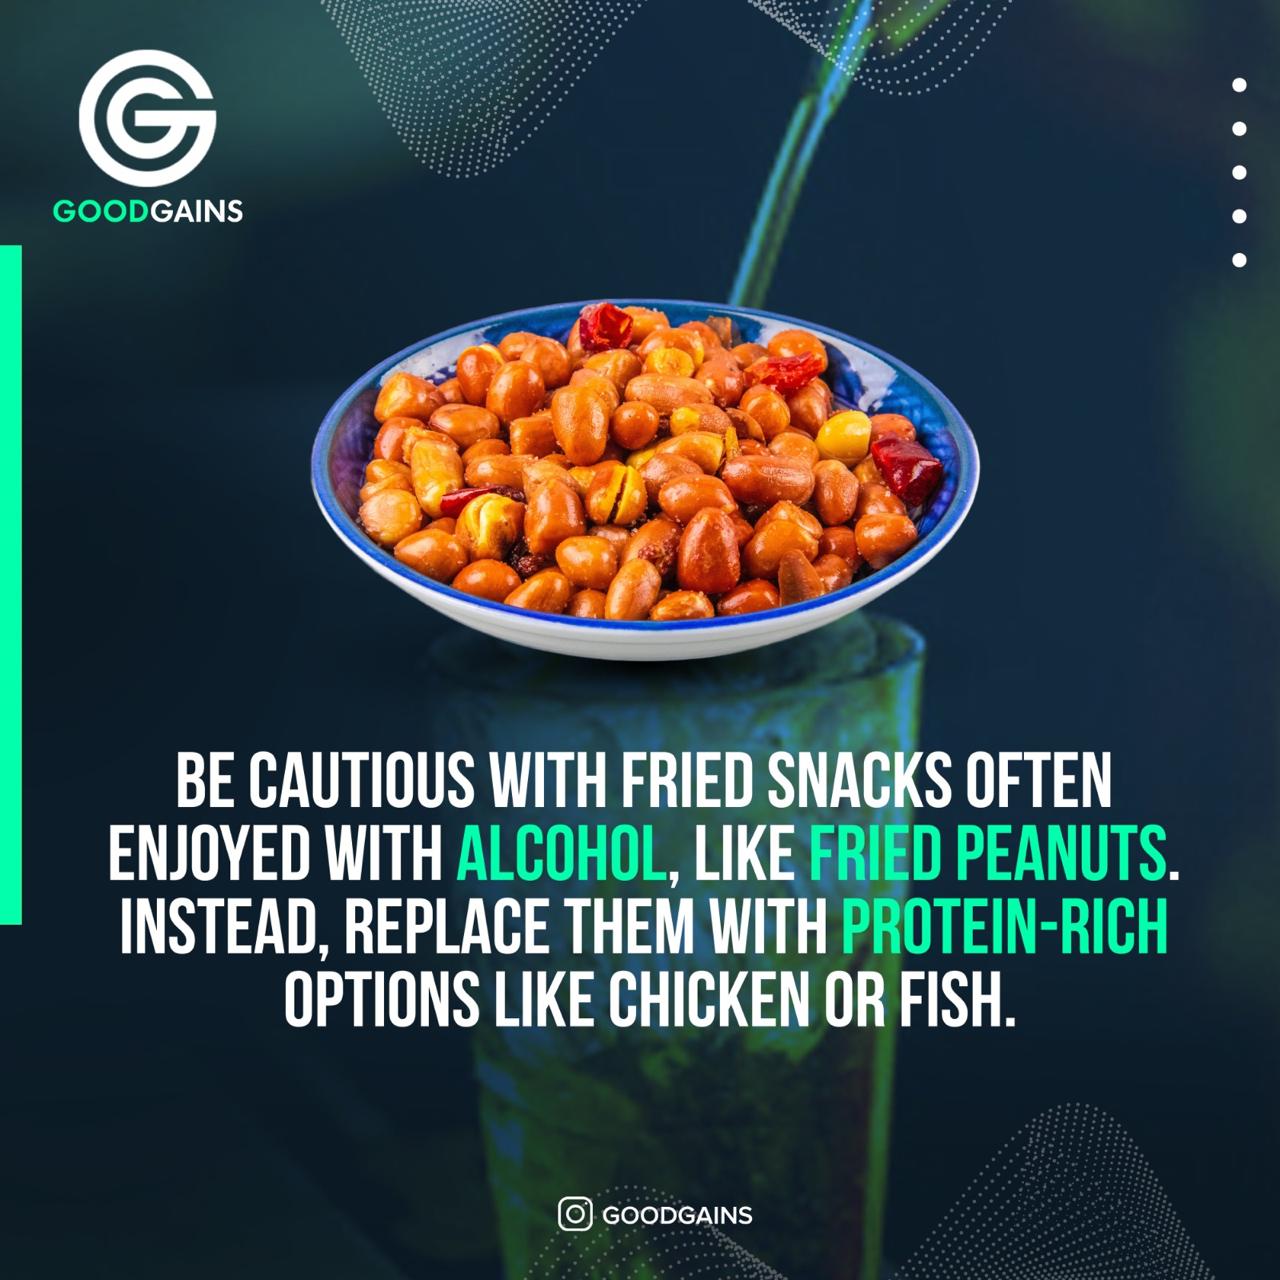 GOODGAINS
BE CAUTIOUS WITH FRIED SNACKS OFTEN
ENJOYED WITH ALCOHOL, LIKE FRIED PEANUTS.
INSTEAD, REPLACE THEM WITH PROTEIN-RICH
OPTIONS LIKE CHICKEN OR FISH.
GOODGAINS